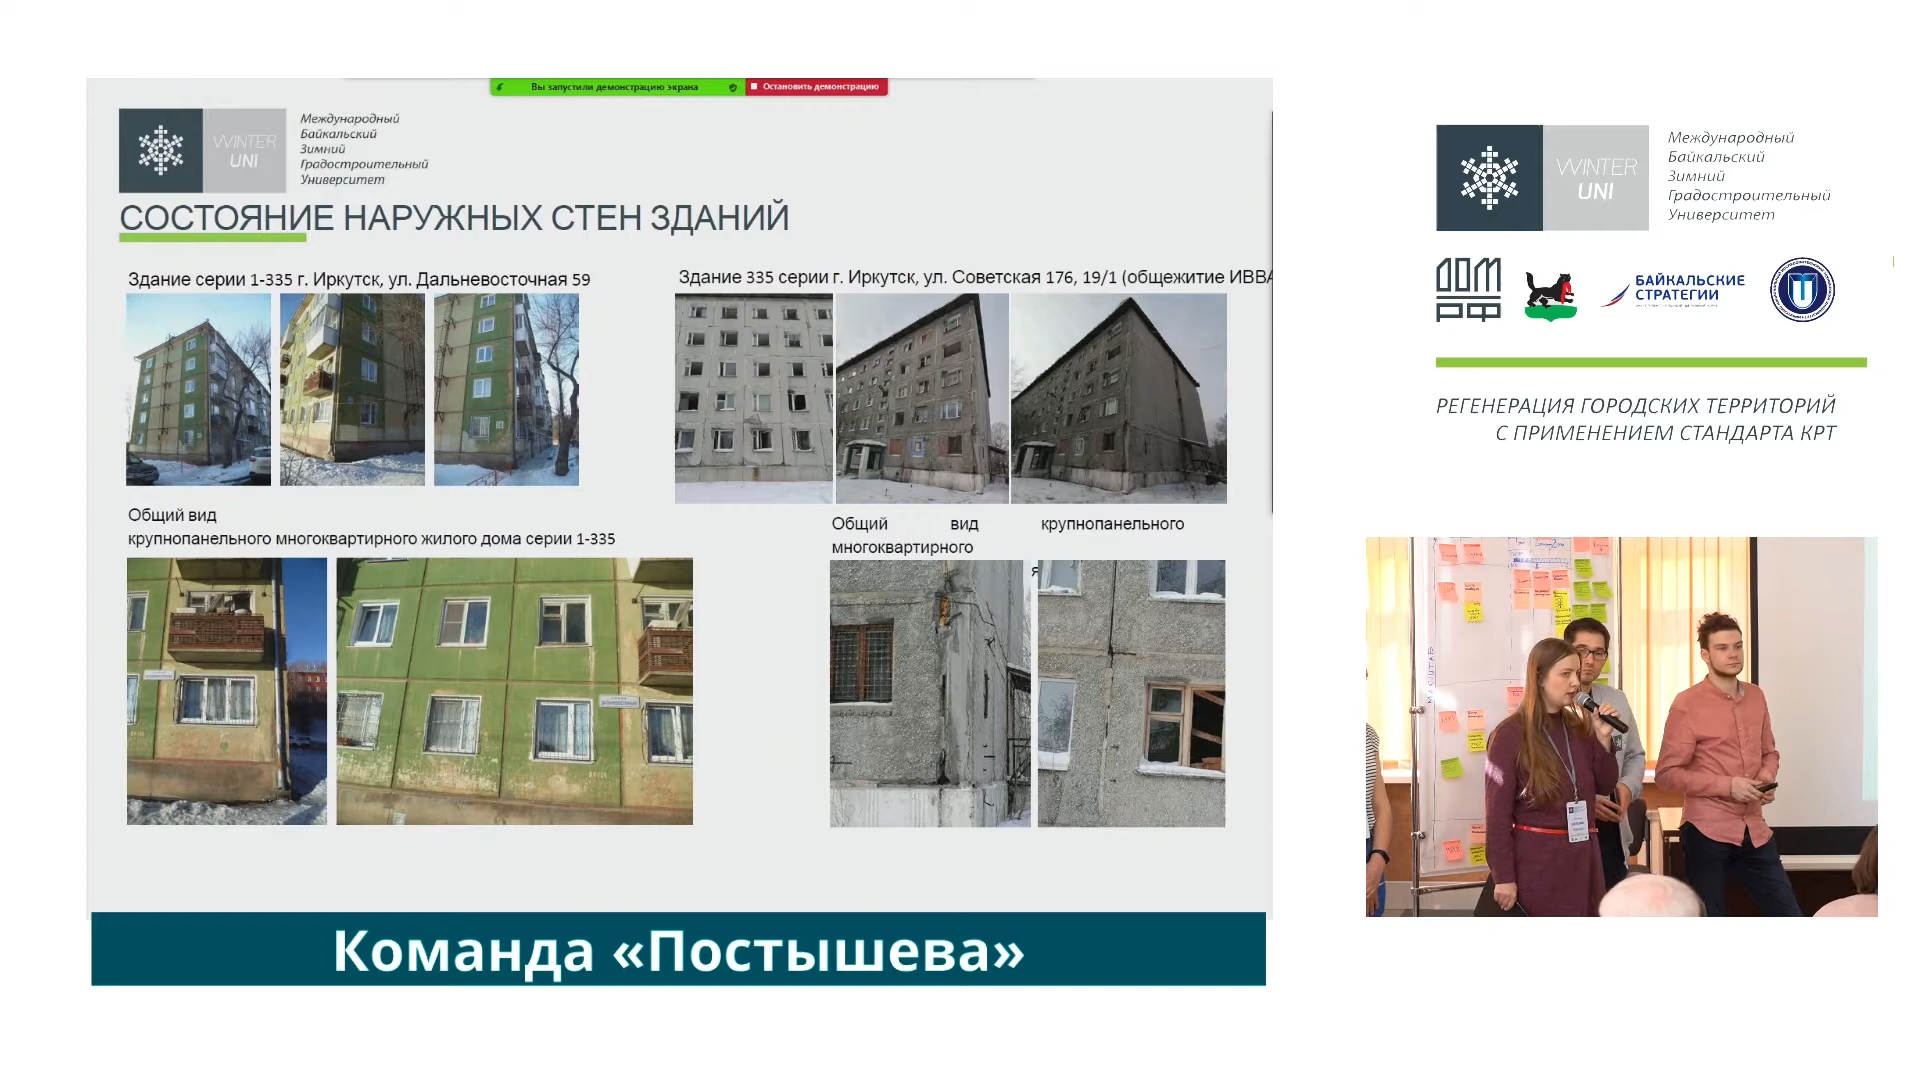 Вы запустили демонстрацию экрана
Остановить демонстрацию
WINTER
UNI
Международный
Байкальский
Зимний
Градостроительный
Университет
СОСТОЯНИЕ НАРУЖНЫХ СТЕН ЗДАНИЙ
Здание серии 1-335 г. Иркутск, ул. Дальневосточная 59
Здание 335 серии г. Иркутск, ул. Советская 176, 19/1 (общежитие ИВВА
Общий вид
крупнопанельного многоквартирного жилого дома серии 1-335
Общий вид крупнопанельного
многоквартирного
я
Команда «Постышева»
WINTER
UNI
Международный
Байкальский
Зимний
Градостроительный
Университет
ДОМ
РФ
БАЙКАЛЬСКИЕ
СТРАТЕГИИ
РЕГЕНЕРАЦИЯ ГОРОДСКИХ ТЕРРИТОРИЙ
С ПРИМЕНЕНИЕМ СТАНДАРТА КРТ